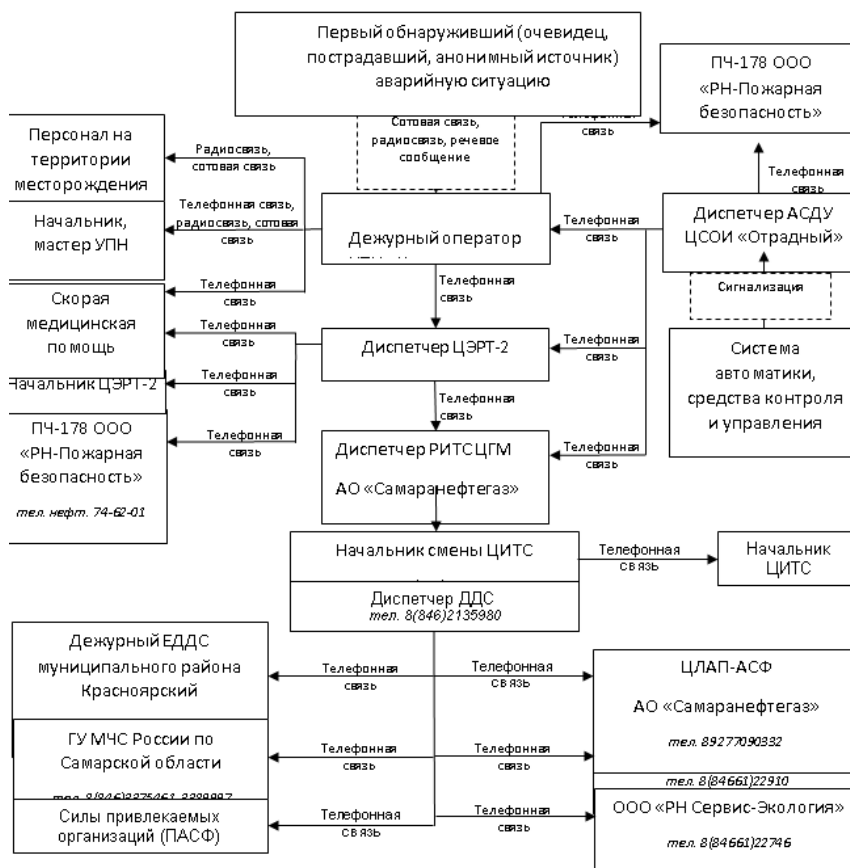 Первый обнаруживший (очевидец,
пострадавший, анонимный источник)
аварийную ситуацию
ПЧ-178 ООО
«РН-Пожарная
безопасность»
Телефонная
связь
Сотовая связь,
радиосвязь, речевое
сообщение
Персонал на
территории
месторождения
Радиосвязь,
сотовая связь
Телефонная
связь
Начальник,
мастер УПН
Телефонная связь,
радиосвязь, сотовая
связь
Дежурный оператор
Телефонная
связь
Диспетчер АСДУ
ЦСОИ «Отрадный»
Сигнализация
Скорая
медицинская
помощь
Телефонная
связь
Телефонная
связь
Телефонная
связь
Диспетчер ЦЭРТ-2
Телефонная
связь
Система
автоматики,
средства контроля
и управления
Начальник ЦЭРТ-2
Телефонная
связь
Телефонная
связь
ПЧ-178 ООО
«РН-Пожарная
безопасность»
тел. нефт. 74-62-01
Телефонная
связь
Диспетчер РИТС ЦГМ
АО «Самаранефтегаз»
Телефонная
связь
Начальник смены ЦИТС
Телефонная
связь
Начальник
ЦИТС
Диспетчер ДДС
тел. 8(846)2135980
Дежурный ЕДДС
муниципального района
Красноярский
Телефонная
связь
Телефонная
связь
ЦЛАП-АСФ
АО «Самаранефтегаз»
тел. 89277090332
ГУ МЧС России по
Самарской области
Телефонная
связь
Телефонная
связь
тел. 8(84661)22910
Силы привлекаемых
организаций (ПАСФ)
Телефонная
связь
Телефонная
связь
ООО «РН Сервис-Экология»
тел. 8(84661)22746